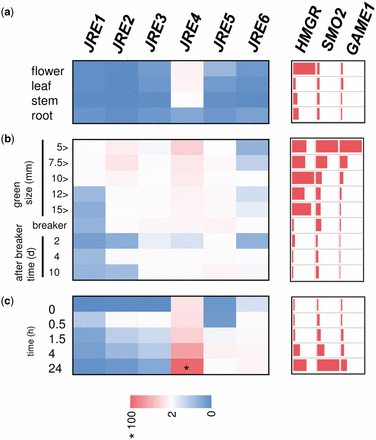 JRE1 JRE2 JRE3 JRE4 JRE5 JRE6 HMGR SMO2 GAME1
(a)
flower
leaf
stem
root
(b)
green
size (mm)
5>
7.5>
10>
12>
15>
breaker
after breaker
time (d)
2
4
10
(c)
time (h)
0
0.5
1.5
4
24
*
* 100
2
0